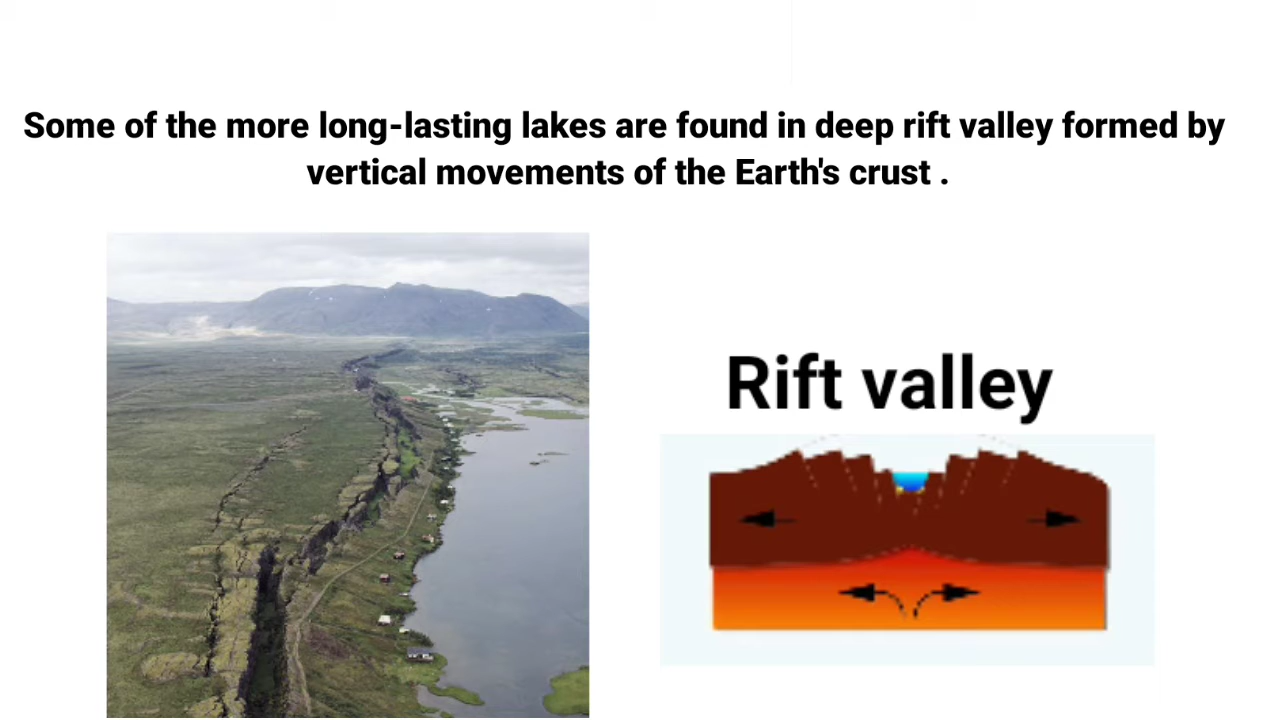 Some of the more long-lasting lakes are found in deep rift valley formed by
vertical movements of the Earth's crust .
Rift valley